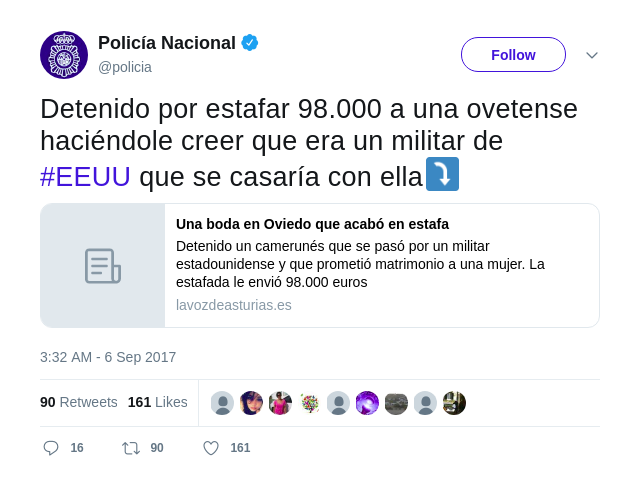 Policía Nacional
@policia
Follow
Detenido por estafar 98.000 a una ovetense
haciéndole creer que era un militar de
#EEUU que se casaría con ella
Una boda en Oviedo que acabó en estafa
Detenido un camerunés que se pasó por un militar
estadounidense y que prometió matrimonio a una mujer. La
estafada le envió 98.000 euros
lavozdeasturias.es
3:32 AM - 6 Sep 2017
90 Retweets 161 Likes
16 90 161